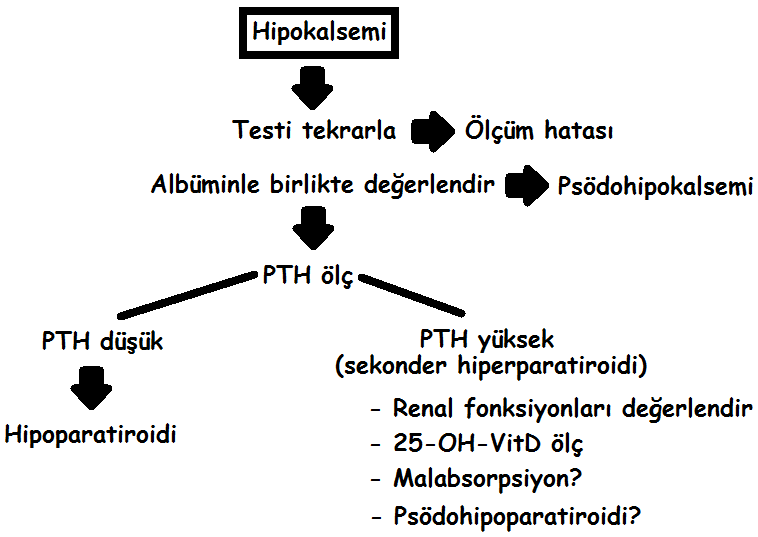 Hipokalsemi
Testi tekrarla
Ölçüm hatası
Albüminle birlikte değerlendir
Psödohipokalsemi
PTH ölç
PTH düşük
Hipoparatiroidi
PTH yüksek
(sekonder hiperparatiroidi)
- Renal fonksiyonları değerlendir
- 25-OH-VitD ölç
- Malabsorpsiyon?
- Psödohipoparatiroidi?